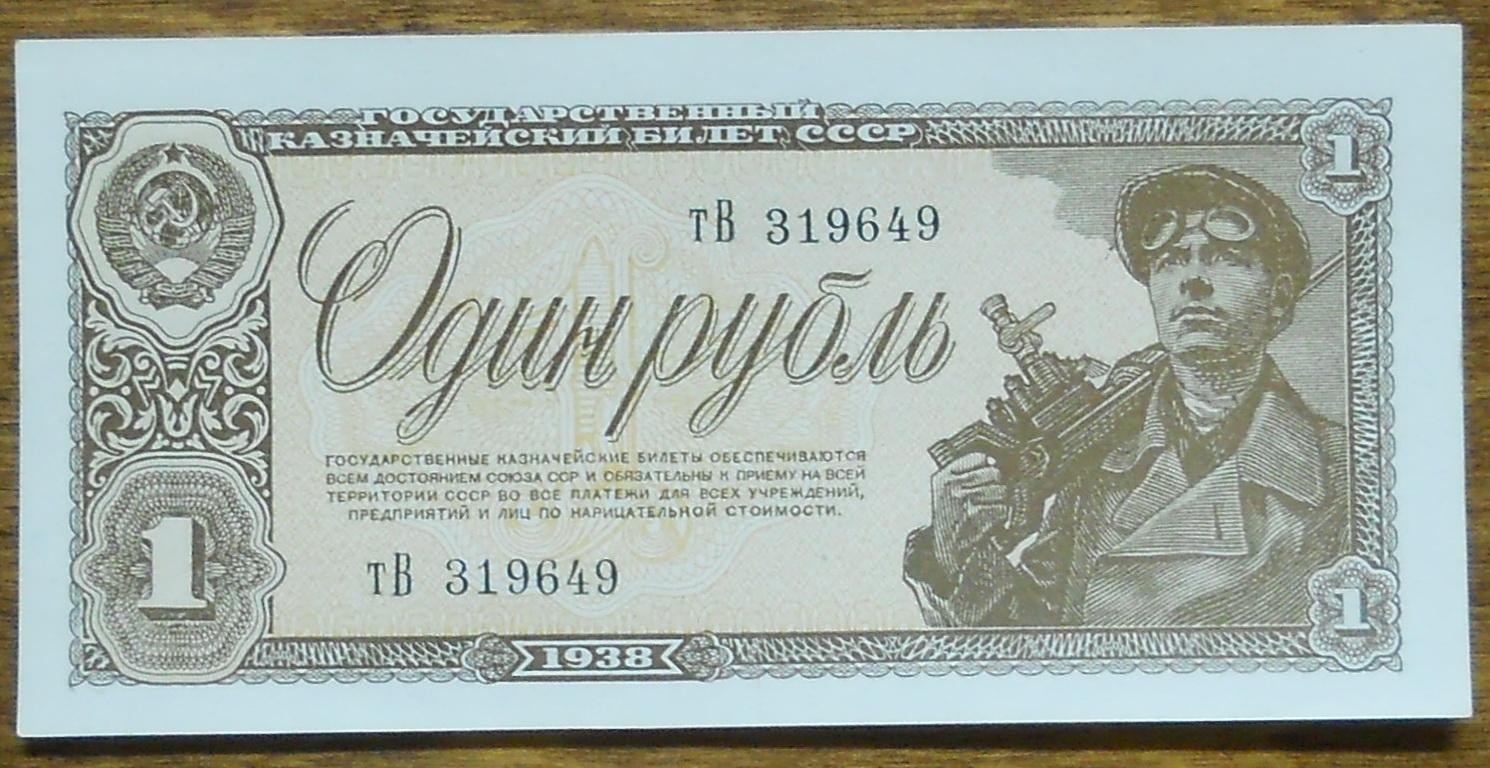 ГОСУДАРСТВЕННЫЙ
КАЗНАЧЕЙСКИЙ БИЛЕТ СССР
1
тВ 319649
Один рубль
ГОСУДАРСТВЕННЫЕ КАЗНАЧЕЙСКИЕ БИЛЕТЫ ОБЕСПЕЧИВАЮТСЯ
ВСЕМ ДОСТОЯНИЕМ СОЮЗА ССР И ОБЯЗАТЕЛЬНЫ К ПРИЕМУ НА ВСЕЙ
ТЕРРИТОРИИ СССР ВО ВСЕ ПЛАТЕЖИ ДЛЯ ВСЕХ УЧРЕЖДЕНИЙ,
ПРЕДПРИЯТИЙ И ЛИЦ ПО НАРИЦАТЕЛЬНОЙ СТОИМОСТИ.
1
тВ 319649
1
1938